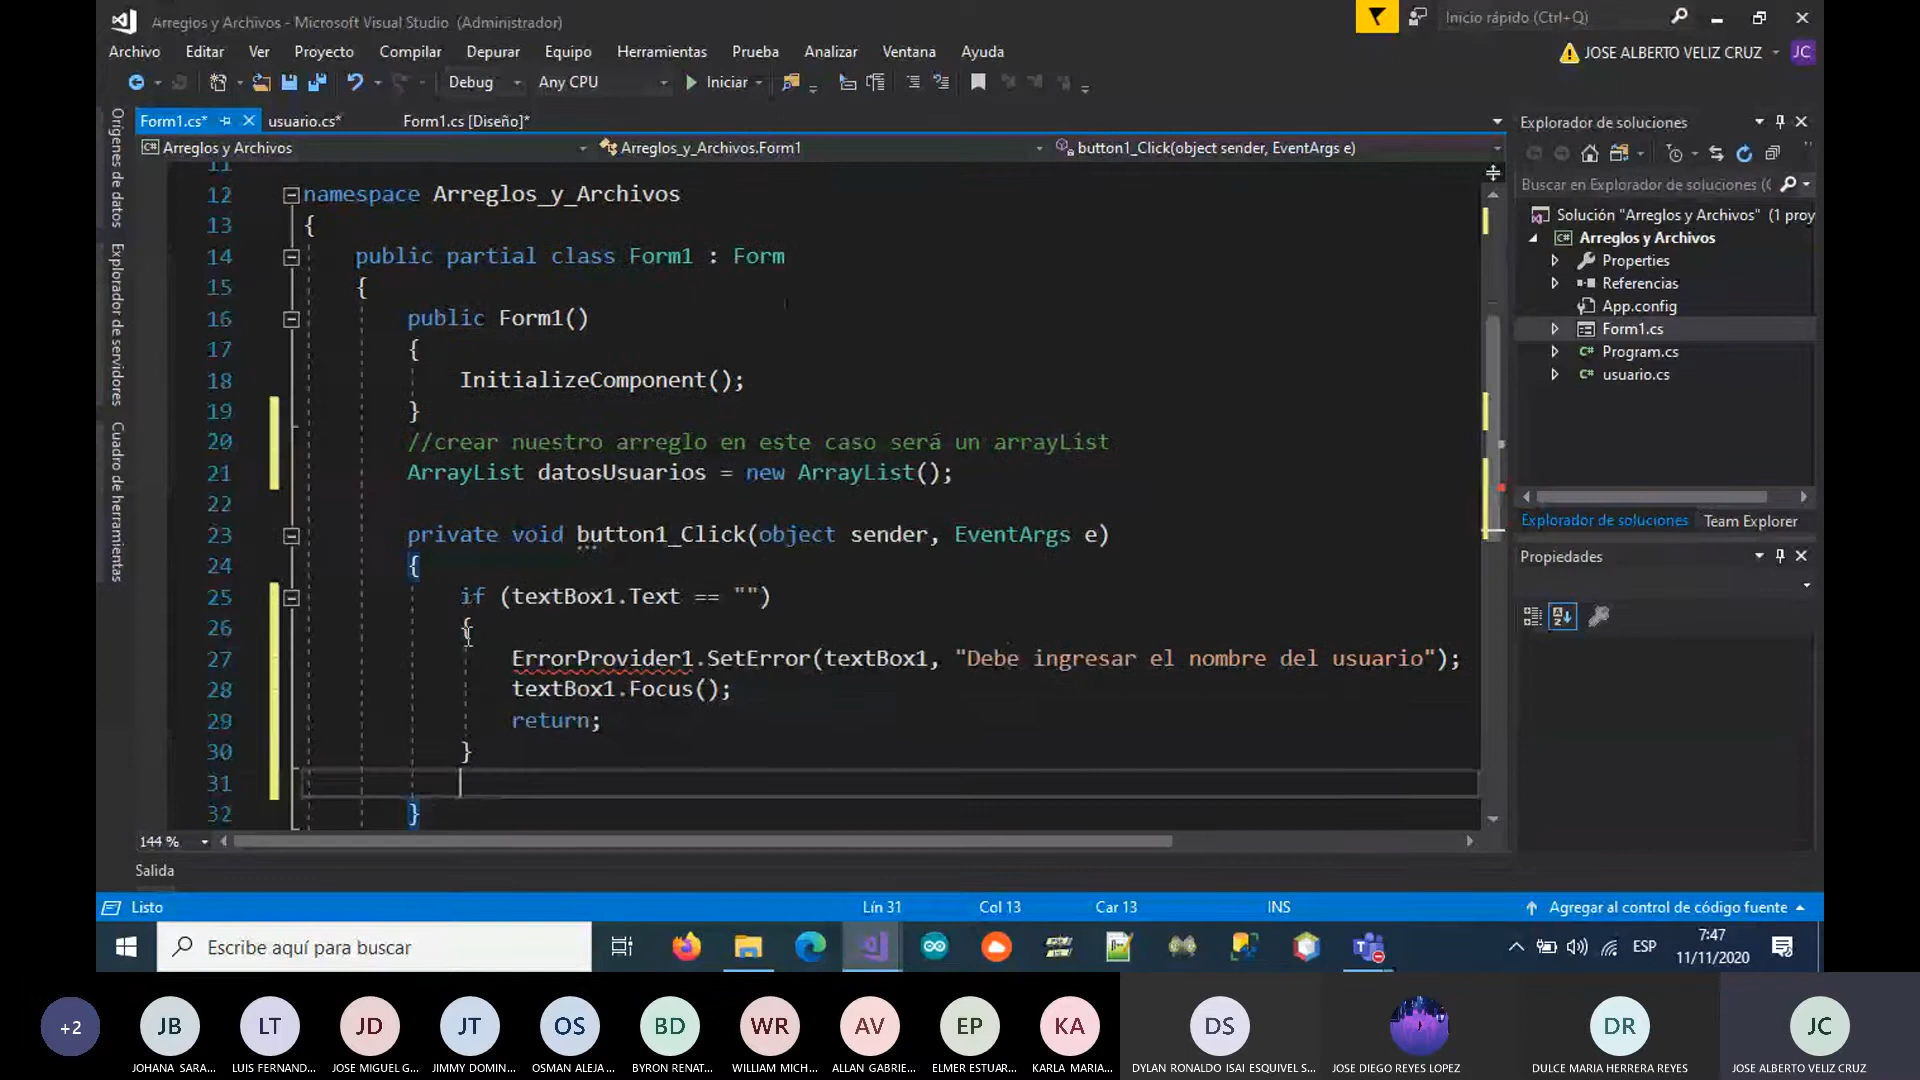 Arreglos y Archivos - Microsoft Visual Studio (Administrador)
Inicio rápido (Ctrl+Q)
Archivo Editar Ver Proyecto Compilar Depurar Equipo Herramientas Prueba Analizar Ventana Ayuda
JOSE ALBERTO VELIZ CRUZ JC
Debug Any CPU Iniciar
Form1.cs* usuario.cs* Form1.cs [Diseño]*
Arreglos y Archivos Arreglos_y_Archivos.Form1 button1_Click(object sender, EventArgs e)
Orígenes de datos
Explorador de servidores
Cuadro de herramientas
11
12 namespace Arreglos_y_Archivos
13 {
14 public partial class Form1 : Form
15 {
16 public Form1()
17 {
18 InitializeComponent();
19 }
20 //crear nuestro arreglo en este caso será un arrayList
21 ArrayList datosUsuarios = new ArrayList();
22
23 private void button1_Click(object sender, EventArgs e)
24 {
25 if (textBox1.Text == "")
26 {
27 ErrorProvider1.SetError(textBox1, "Debe ingresar el nombre del usuario");
28 textBox1.Focus();
29 return;
30 }
31
32 }
144 %
Salida
Explorador de soluciones
Buscar en Explorador de soluciones (
Solución "Arreglos y Archivos" (1 proy
C# Arreglos y Archivos
Properties
Referencias
App.config
Form1.cs
C# Program.cs
C# usuario.cs
Explorador de soluciones Team Explorer
Propiedades
Listo Lín 31 Col 13 Car 13 INS Agregar al control de código fuente
Escribe aquí para buscar
ESP
7:47
11/11/2020
+2 JB LT JD JT OS BD WR AV EP KA DS DR JC
JOHANA SARA... LUIS FERNAND... JOSE MIGUEL G... JIMMY DOMIN... OSMAN ALEJA... BYRON RENAT... WILLIAM MICH... ALLAN GABRIE... ELMER ESTUAR... KARLA MARIA... DYLAN RONALDO ISAI ESQUIVEL S... JOSE DIEGO REYES LOPEZ DULCE MARIA HERRERA REYES JOSE ALBERTO VELIZ CRUZ